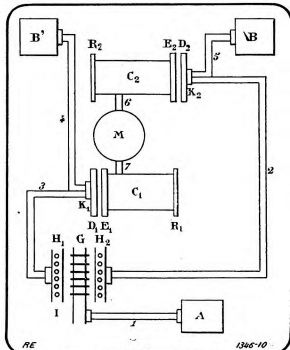 B' B
R₂ E₂ D₂
C₂ 5
K₂
6
4 M 2
7
3 C₁
K₁
D₁ E₁ R₁
H₁ G H₂
I
1 A
RE 1346-10